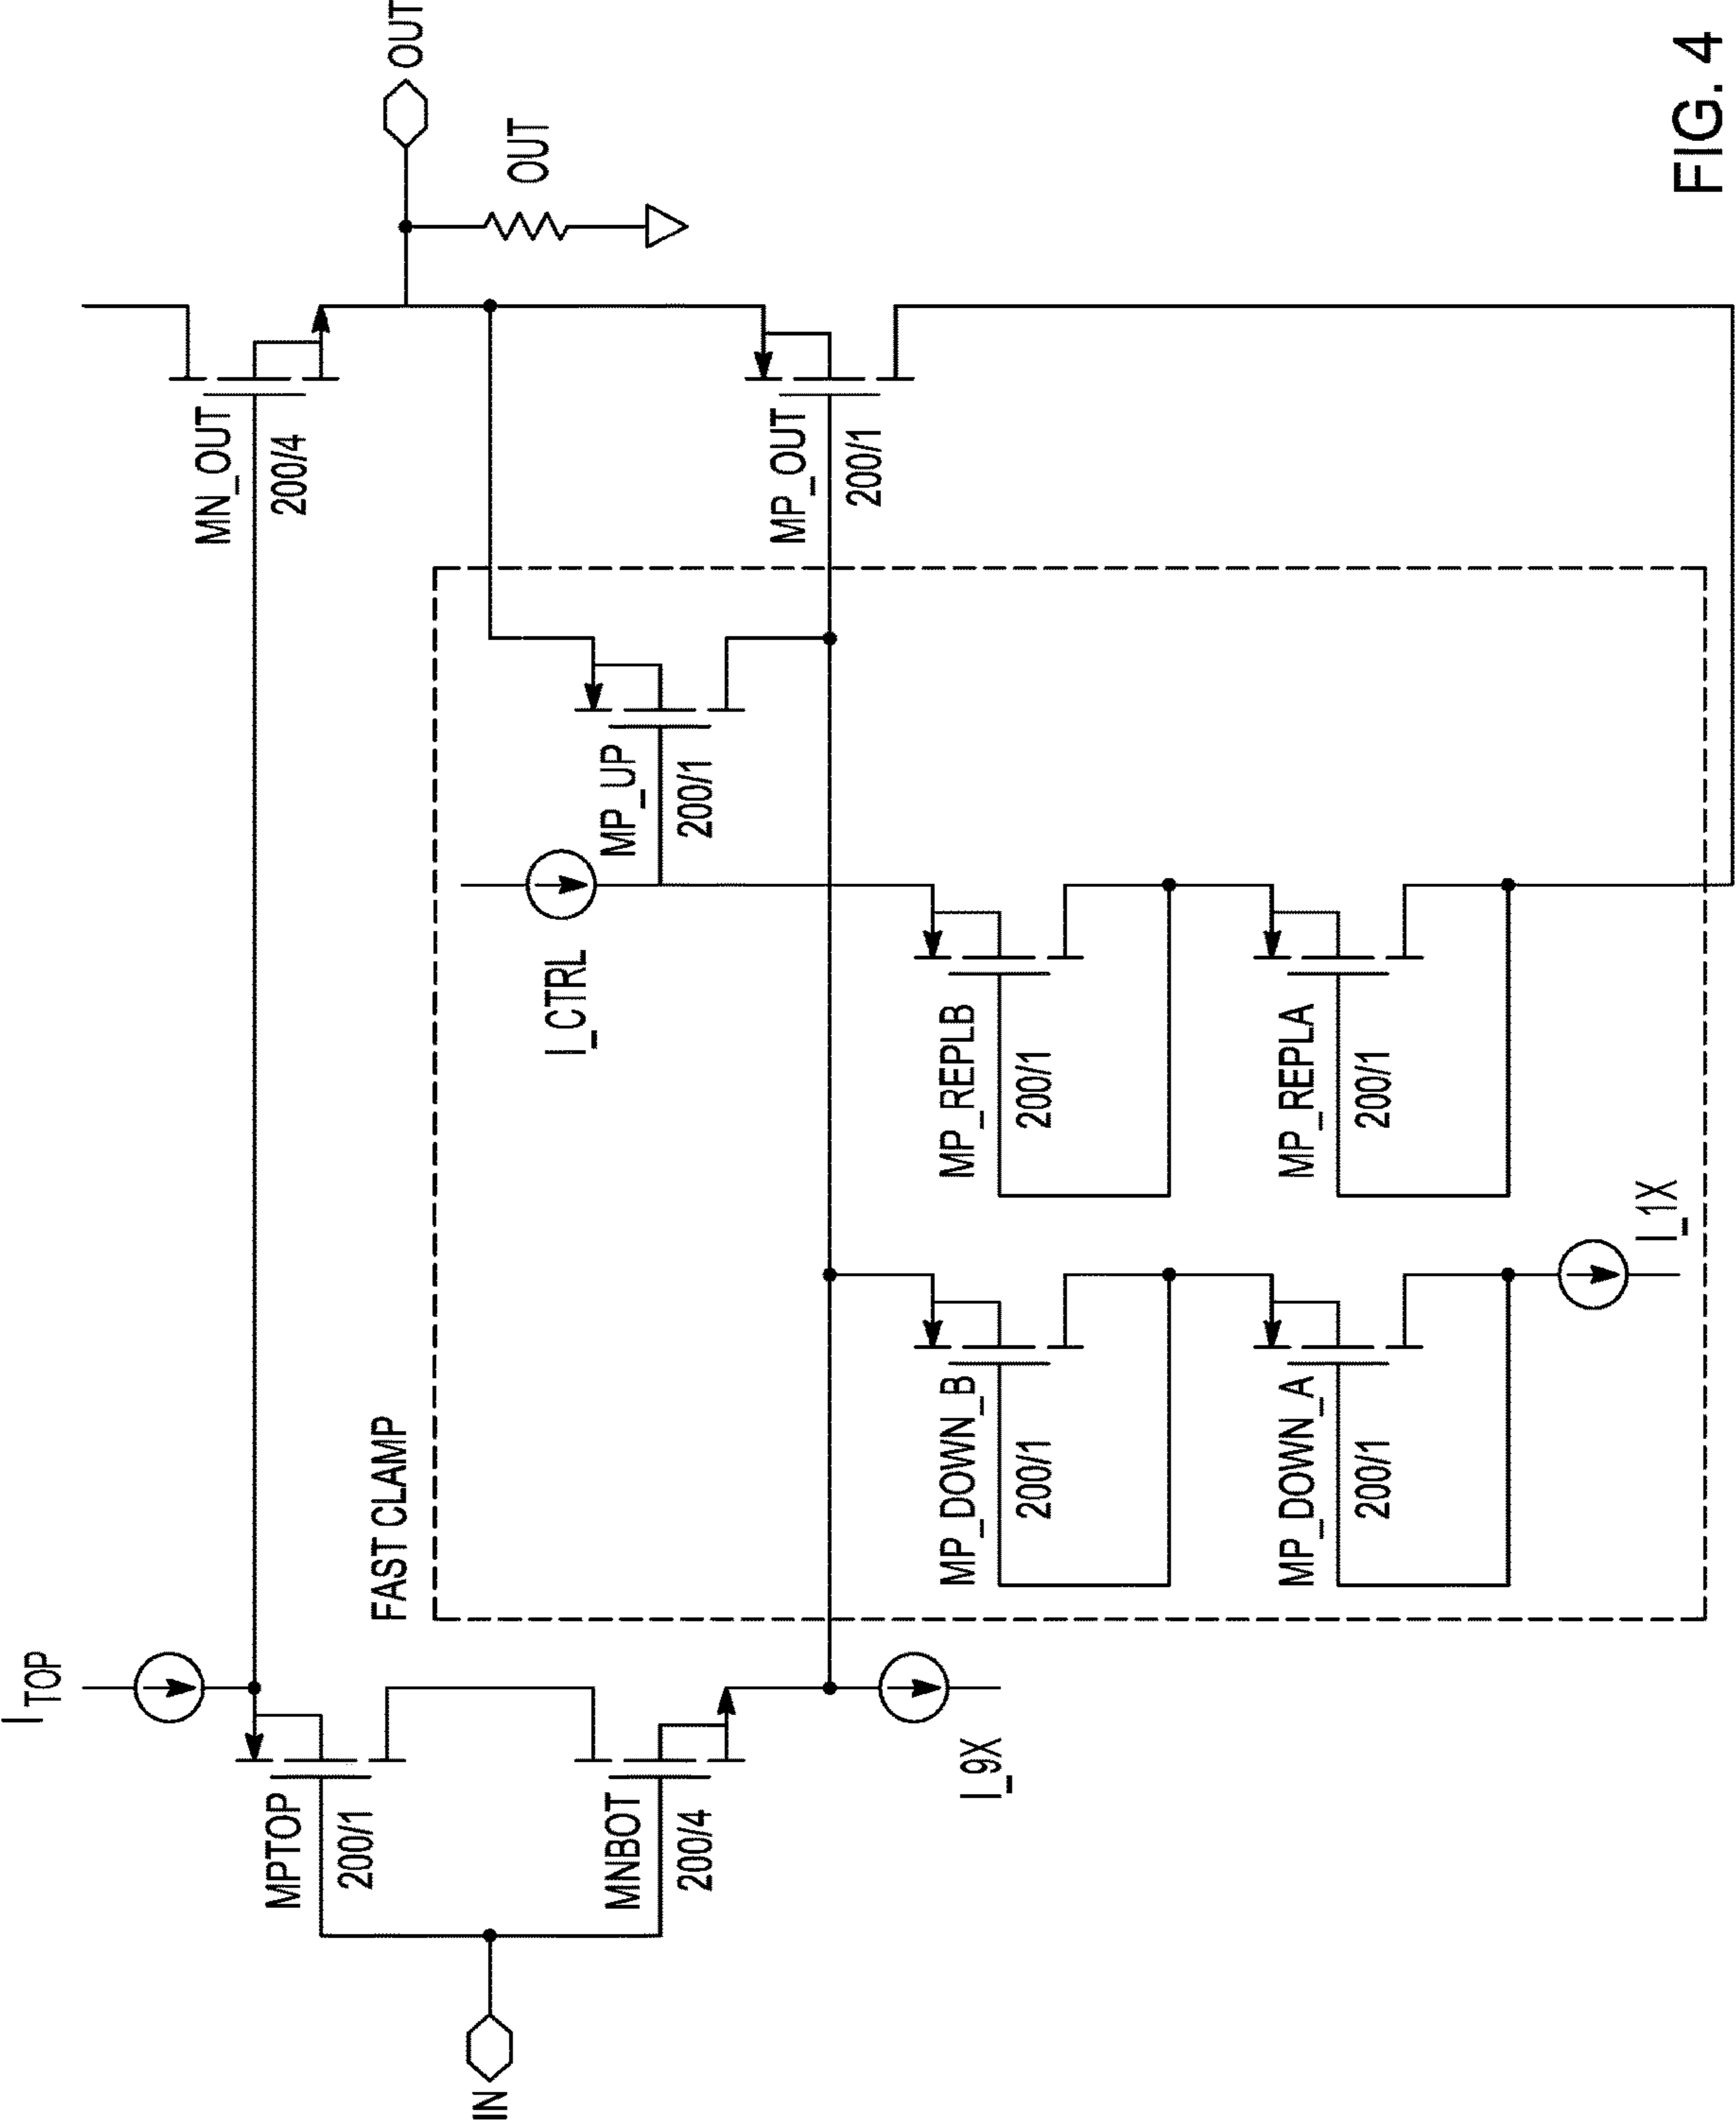 I TOP
MPTOP
200/1
MNBOT
200/4
IN
I_9X
FAST CLAMP
MP_DOWN_B
200/1
MP_DOWN_A
200/1
I_1X
I_CTRL
MP_REPLB
200/1
MP_REPLA
200/1
MP_UP
200/1
MN_OUT
200/4
MP_OUT
200/1
OUT
OUT
FIG. 4